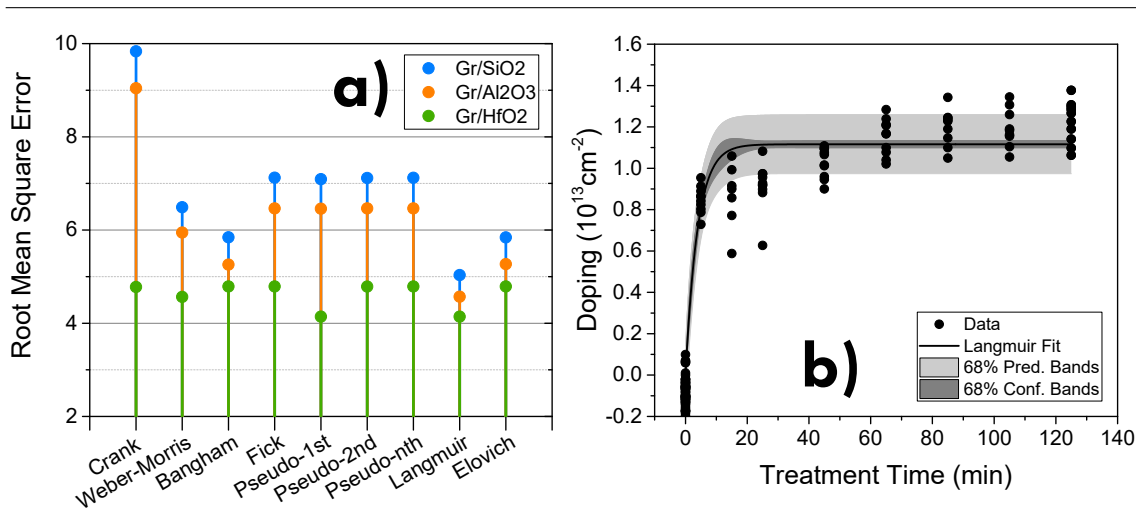 a)
Gr/SiO2
Gr/Al2O3
Gr/HfO2
Root Mean Square Error
10
8
6
4
2
Crank
Weber-Morris
Bangham
Fick
Pseudo-1st
Pseudo-2nd
Pseudo-nth
Langmuir
Elovich
b)
Doping (10¹³cm⁻²)
1.6
1.4
1.2
1.0
0.8
0.6
0.4
0.2
0.0
-0.2
Data
Langmuir Fit
68% Pred. Bands
68% Conf. Bands
0 20 40 60 80 100 120 140
Treatment Time (min)